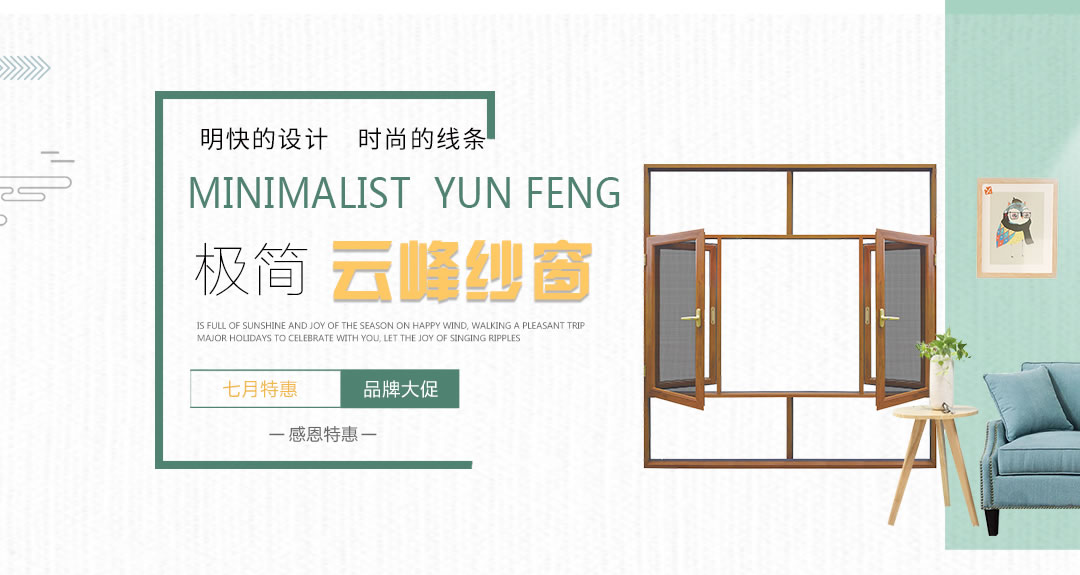 明快的设计 时尚的线条
MINIMALIST YUN FENG
极简 云峰纱窗
IS FULL OF SUNSHINE AND JOY OF THE SEASON ON HAPPY WIND, WALKING A PLEASANT TRIP
MAJOR HOLIDAYS TO CELEBRATE WITH YOU, LET THE JOY OF SINGING RIPPLES
七月特惠 品牌大促
— 感恩特惠 —